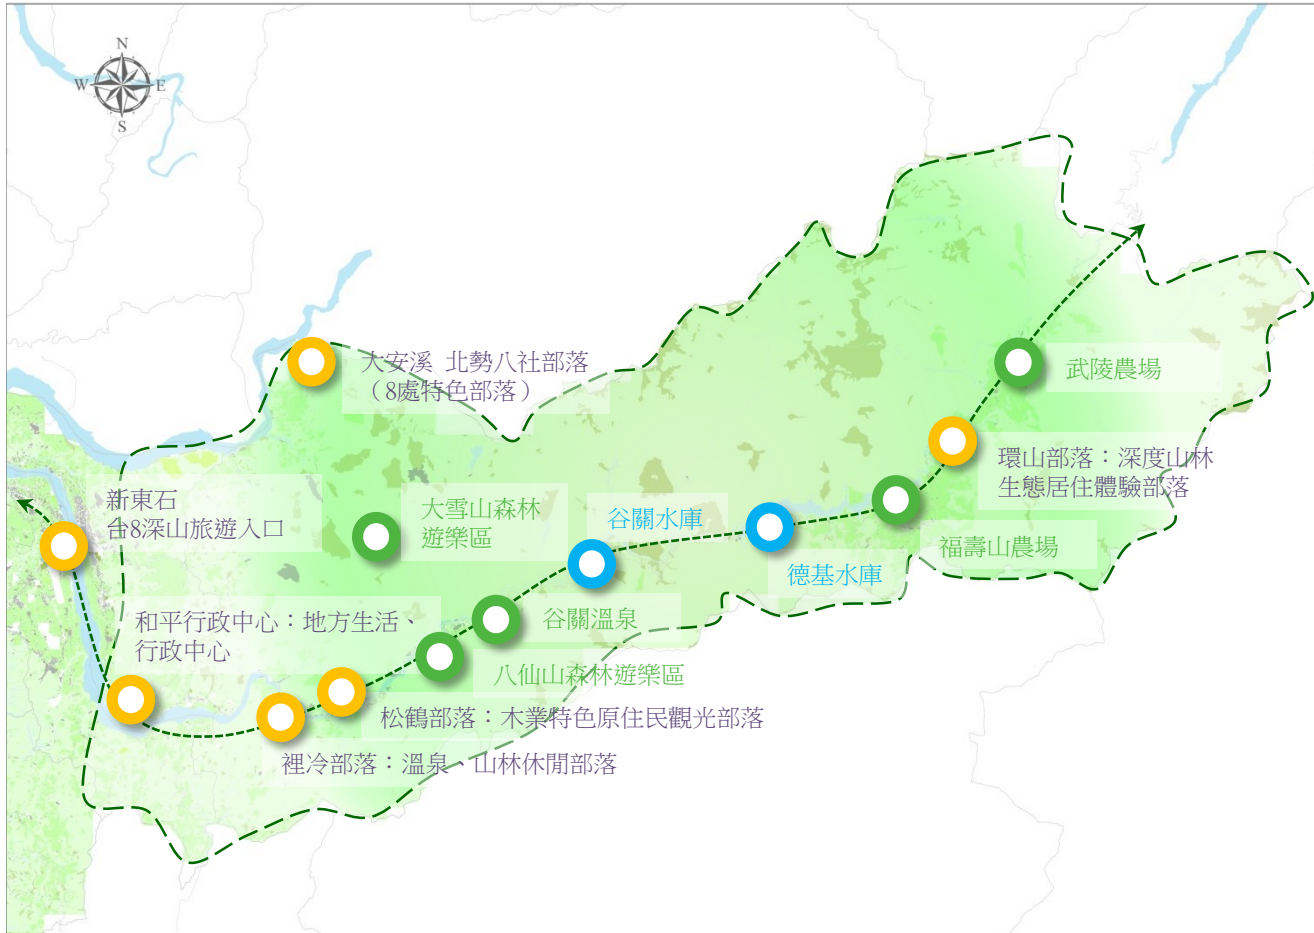 N
W
E
S
大安溪 北勢八社部落
（8處特色部落）
武陵農場
環山部落：深度山林
生態居住體驗部落
新東石
台8深山旅遊入口
大雪山森林
遊樂區
谷關水庫
福壽山農場
德基水庫
和平行政中心：地方生活、
行政中心
谷關溫泉
八仙山森林遊樂區
松鶴部落：木業特色原住民觀光部落
裡冷部落：溫泉、山林休閒部落